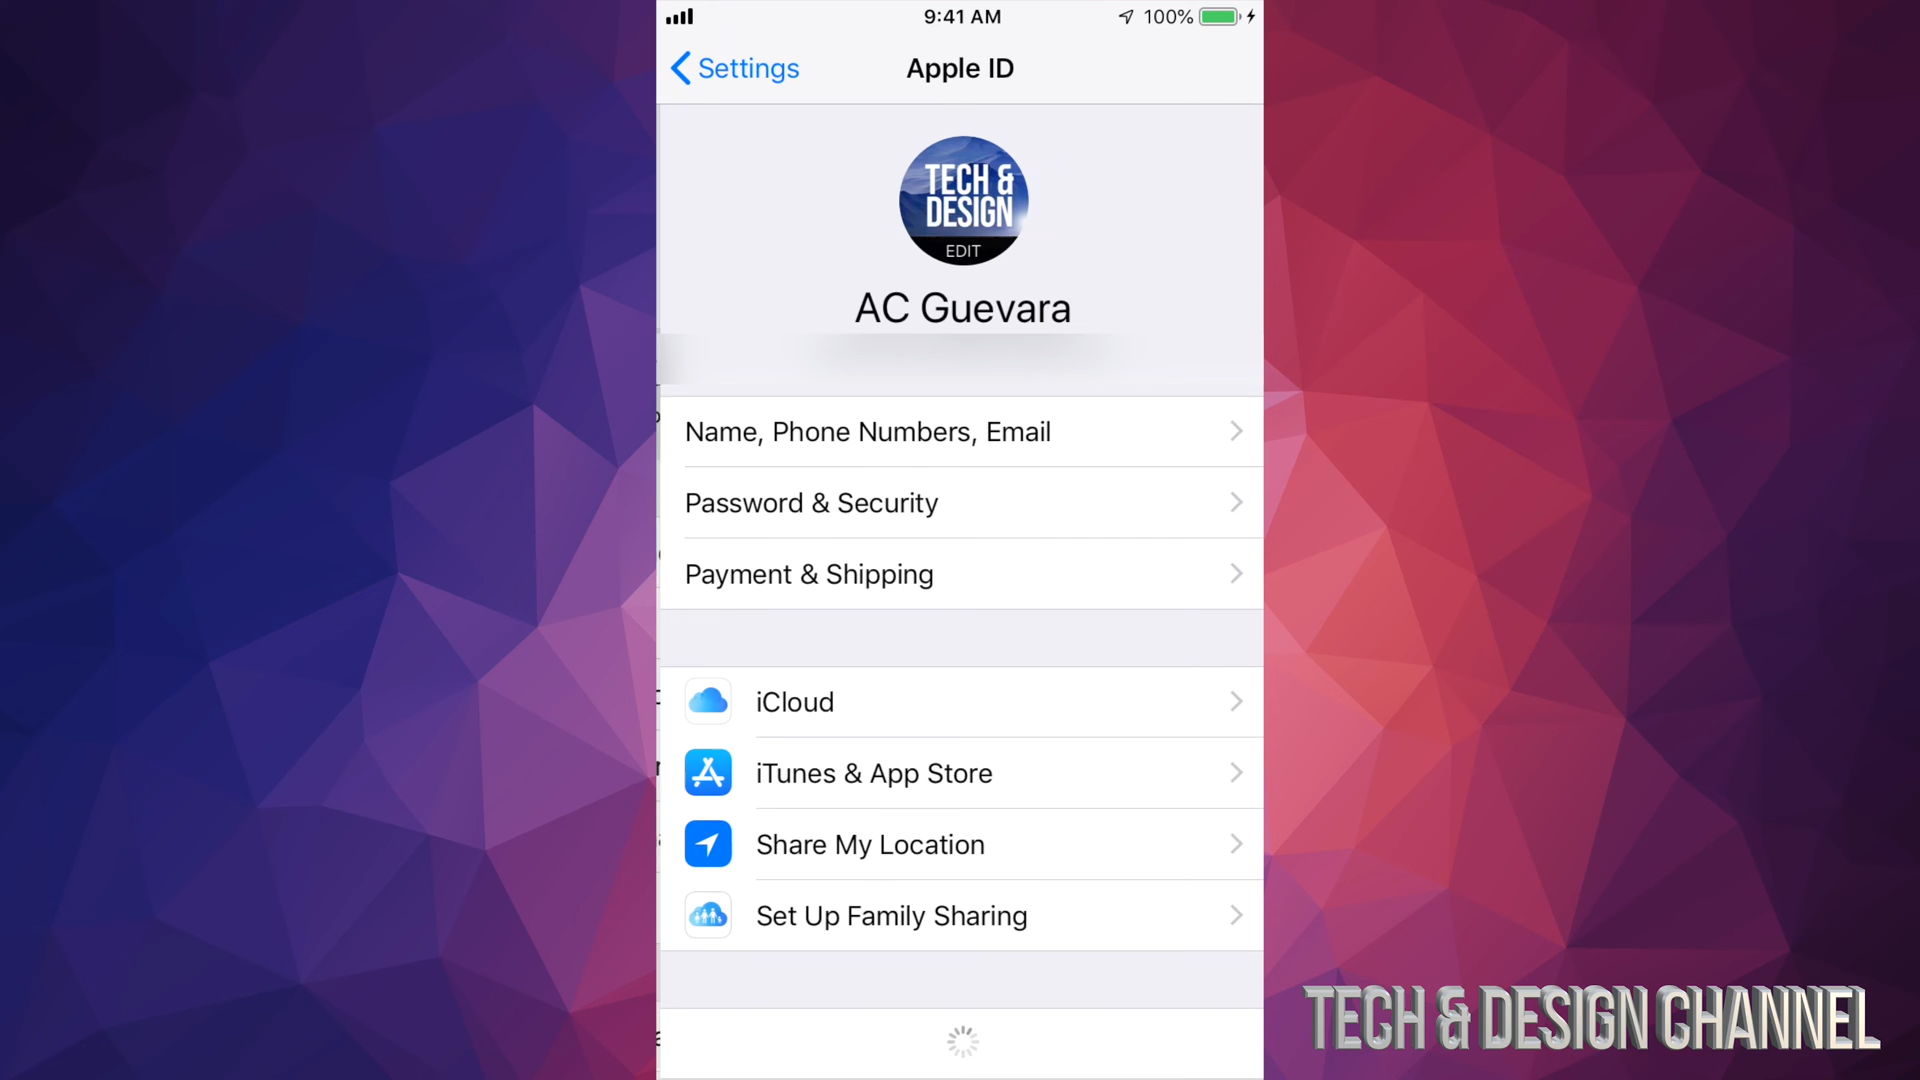 9:41 AM
100%
Settings
Apple ID
TECH &
DESIGN
EDIT
AC Guevara
Name, Phone Numbers, Email
Password & Security
Payment & Shipping
iCloud
iTunes & App Store
Share My Location
Set Up Family Sharing
TECH & DESIGN CHANNEL